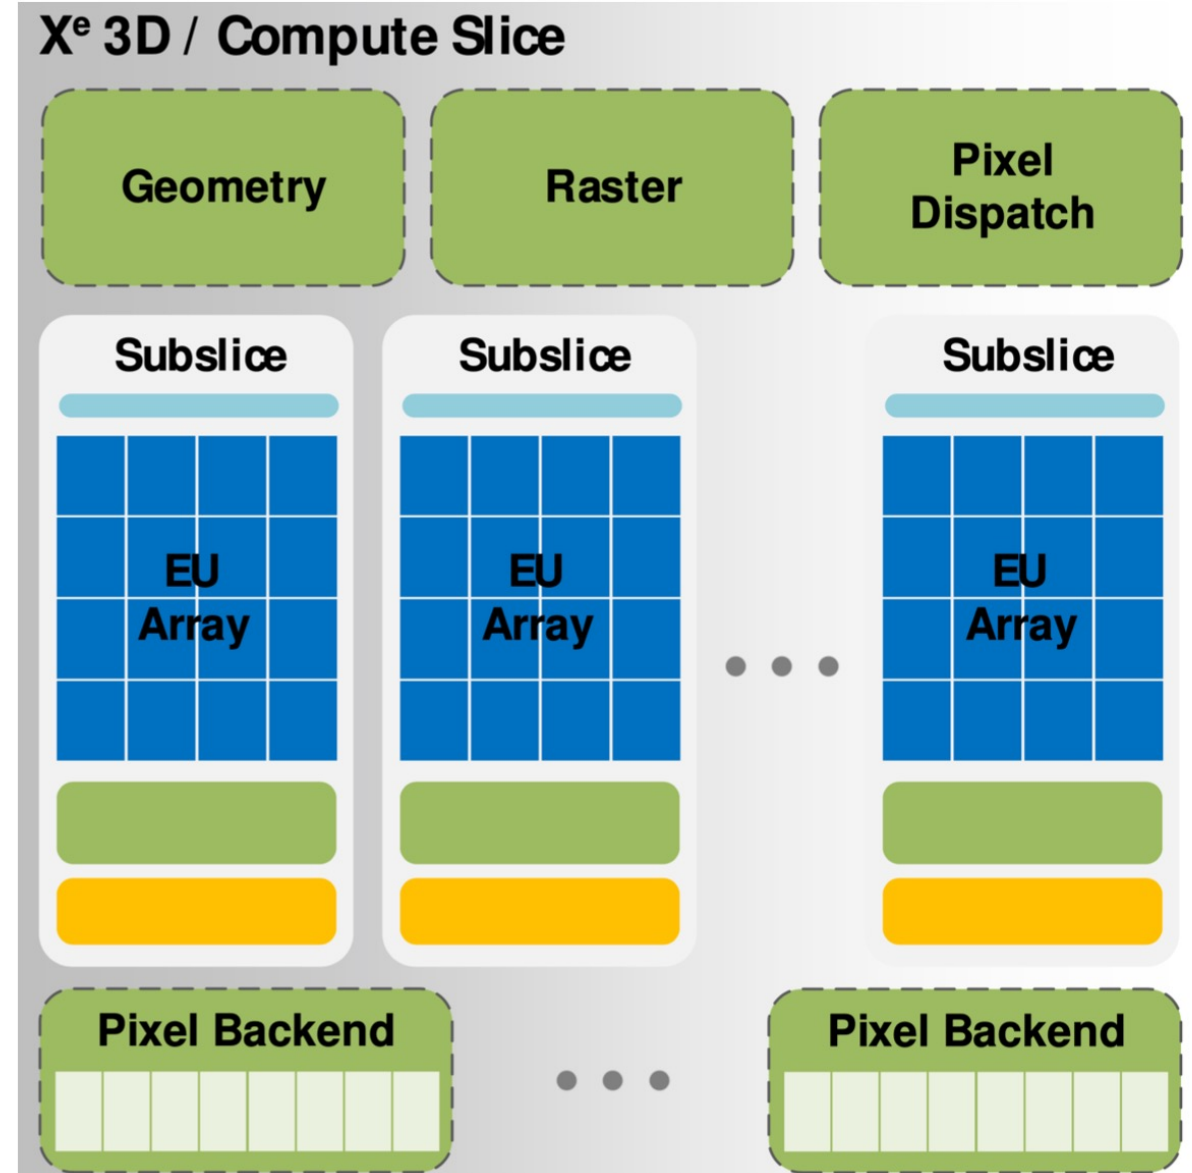 Xᵉ 3D / Compute Slice
Geometry
Raster
Pixel
Dispatch
Subslice
Subslice
Subslice
EU
Array
EU
Array
EU
Array
Pixel Backend
Pixel Backend